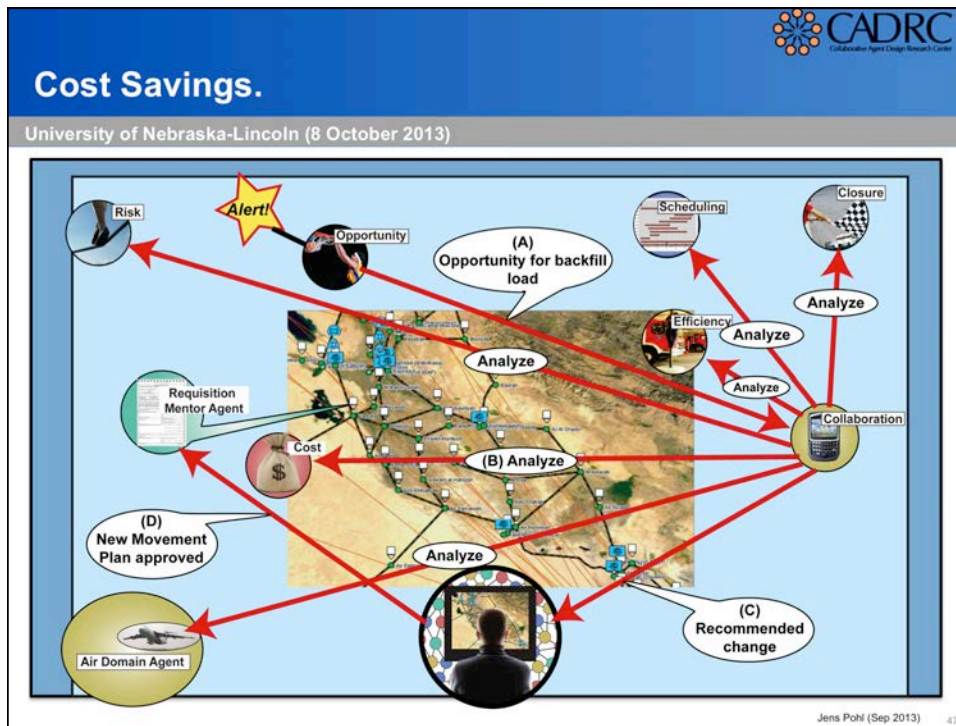 CADRC
Collaborative Agent Design Research Center
Cost Savings.
University of Nebraska-Lincoln (8 October 2013)
Risk
Alert!
Opportunity
(A)
Opportunity for backfill
load
Scheduling
Closure
Analyze
Analyze
Efficiency
Analyze
Analyze
Requisition
Mentor Agent
Collaboration
Cost
$
(B) Analyze
(D)
New Movement
Plan approved
Analyze
(C)
Recommended
change
Air Domain Agent
Jens Pohl (Sep 2013)